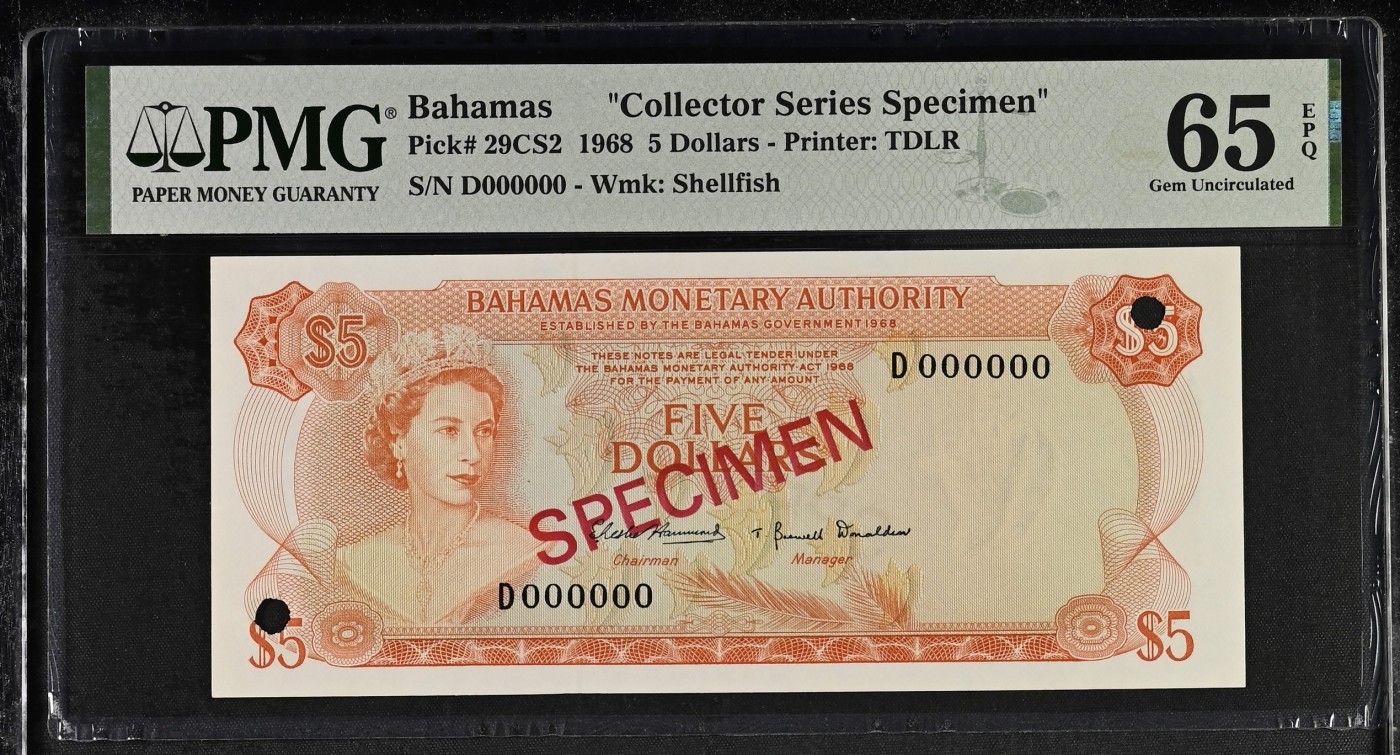 PMG®
PAPER MONEY GUARANTY
Bahamas "Collector Series Specimen"
Pick# 29CS2 1968 5 Dollars - Printer: TDLR
S/N D000000 - Wmk: Shellfish
65
EPQ
Gem Uncirculated
BAHAMAS MONETARY AUTHORITY
ESTABLISHED BY THE BAHAMAS GOVERNMENT 1968
$5
$5
THESE NOTES ARE LEGAL TENDER UNDER
THE BAHAMAS MONETARY AUTHORITY ACT 1968
FOR THE PAYMENT OF ANY AMOUNT
D000000
FIVE
DOLLARS
SPECIMEN
T. Donaldson
Chairman Manager
D000000
$5
$5